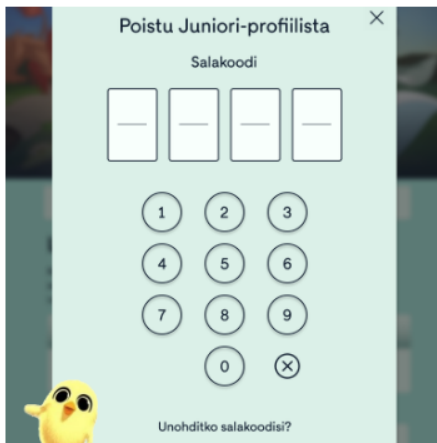 Poistu Juniori-profiilista
Salakoodi
1 2 3
4 5 6
7 8 9
0
Unohditko salakoodisi?